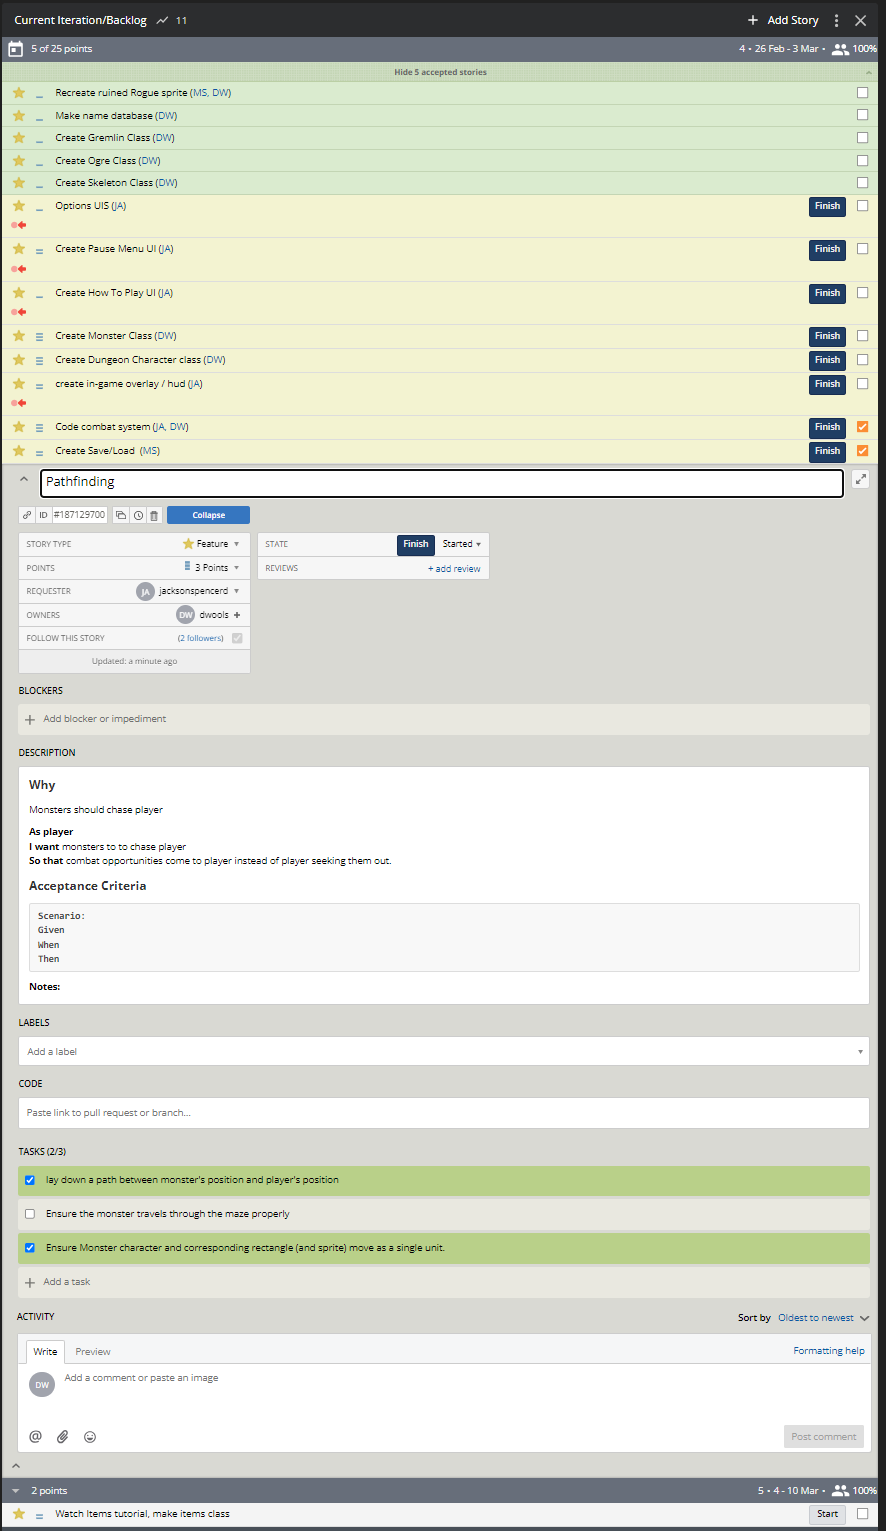 Current Iteration/Backlog 11 + Add Story
5 of 25 points 4 • 26 Feb - 3 Mar • 100%
Hide 5 accepted stories
Recreate ruined Rogue sprite (MS, DW)
Make name database (DW)
Create Gremlin Class (DW)
Create Ogre Class (DW)
Create Skeleton Class (DW)
Options UIS (JA) Finish
Create Pause Menu UI (JA) Finish
Create How To Play UI (JA) Finish
Create Monster Class (DW) Finish
Create Dungeon Character class (DW) Finish
create in-game overlay / hud (JA) Finish
Code combat system (JA, DW) Finish
Create Save/Load (MS) Finish
Pathfinding
ID #187129700 Collapse
STORY TYPE Feature STATE Finish Started
POINTS 3 Points REVIEWS + add review
REQUESTER JA jacksonspencerd
OWNERS DW dwools +
FOLLOW THIS STORY (2 followers)
Updated: a minute ago
BLOCKERS
+ Add blocker or impediment
DESCRIPTION
Why
Monsters should chase player
As player
I want monsters to to chase player
So that combat opportunities come to player instead of player seeking them out.
Acceptance Criteria
Scenario:
Given
When
Then
Notes:
LABELS
Add a label
CODE
Paste link to pull request or branch...
TASKS (2/3)
lay down a path between monster's position and player's position
Ensure the monster travels through the maze properly
Ensure Monster character and corresponding rectangle (and sprite) move as a single unit.
+ Add a task
ACTIVITY Sort by Oldest to newest
Write Preview Formatting help
DW Add a comment or paste an image
@ Post comment
2 points 5 • 4 - 10 Mar • 100%
Watch Items tutorial, make items class Start